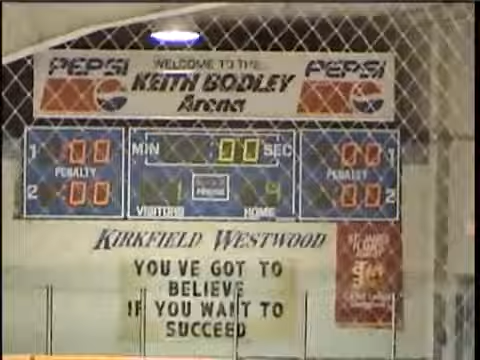 PEPSI WELCOME TO THE... PEPSI
KEITH BODLEY
Arena
1 00 MIN 00 SEC 00 1
PENALTY PENALTY
2 00 1 4 00 2
VISITORS HOME
KIRKFIELD WESTWOOD
YOU'VE GOT TO
BELIEVE
IF YOU WANT TO
SUCCEED